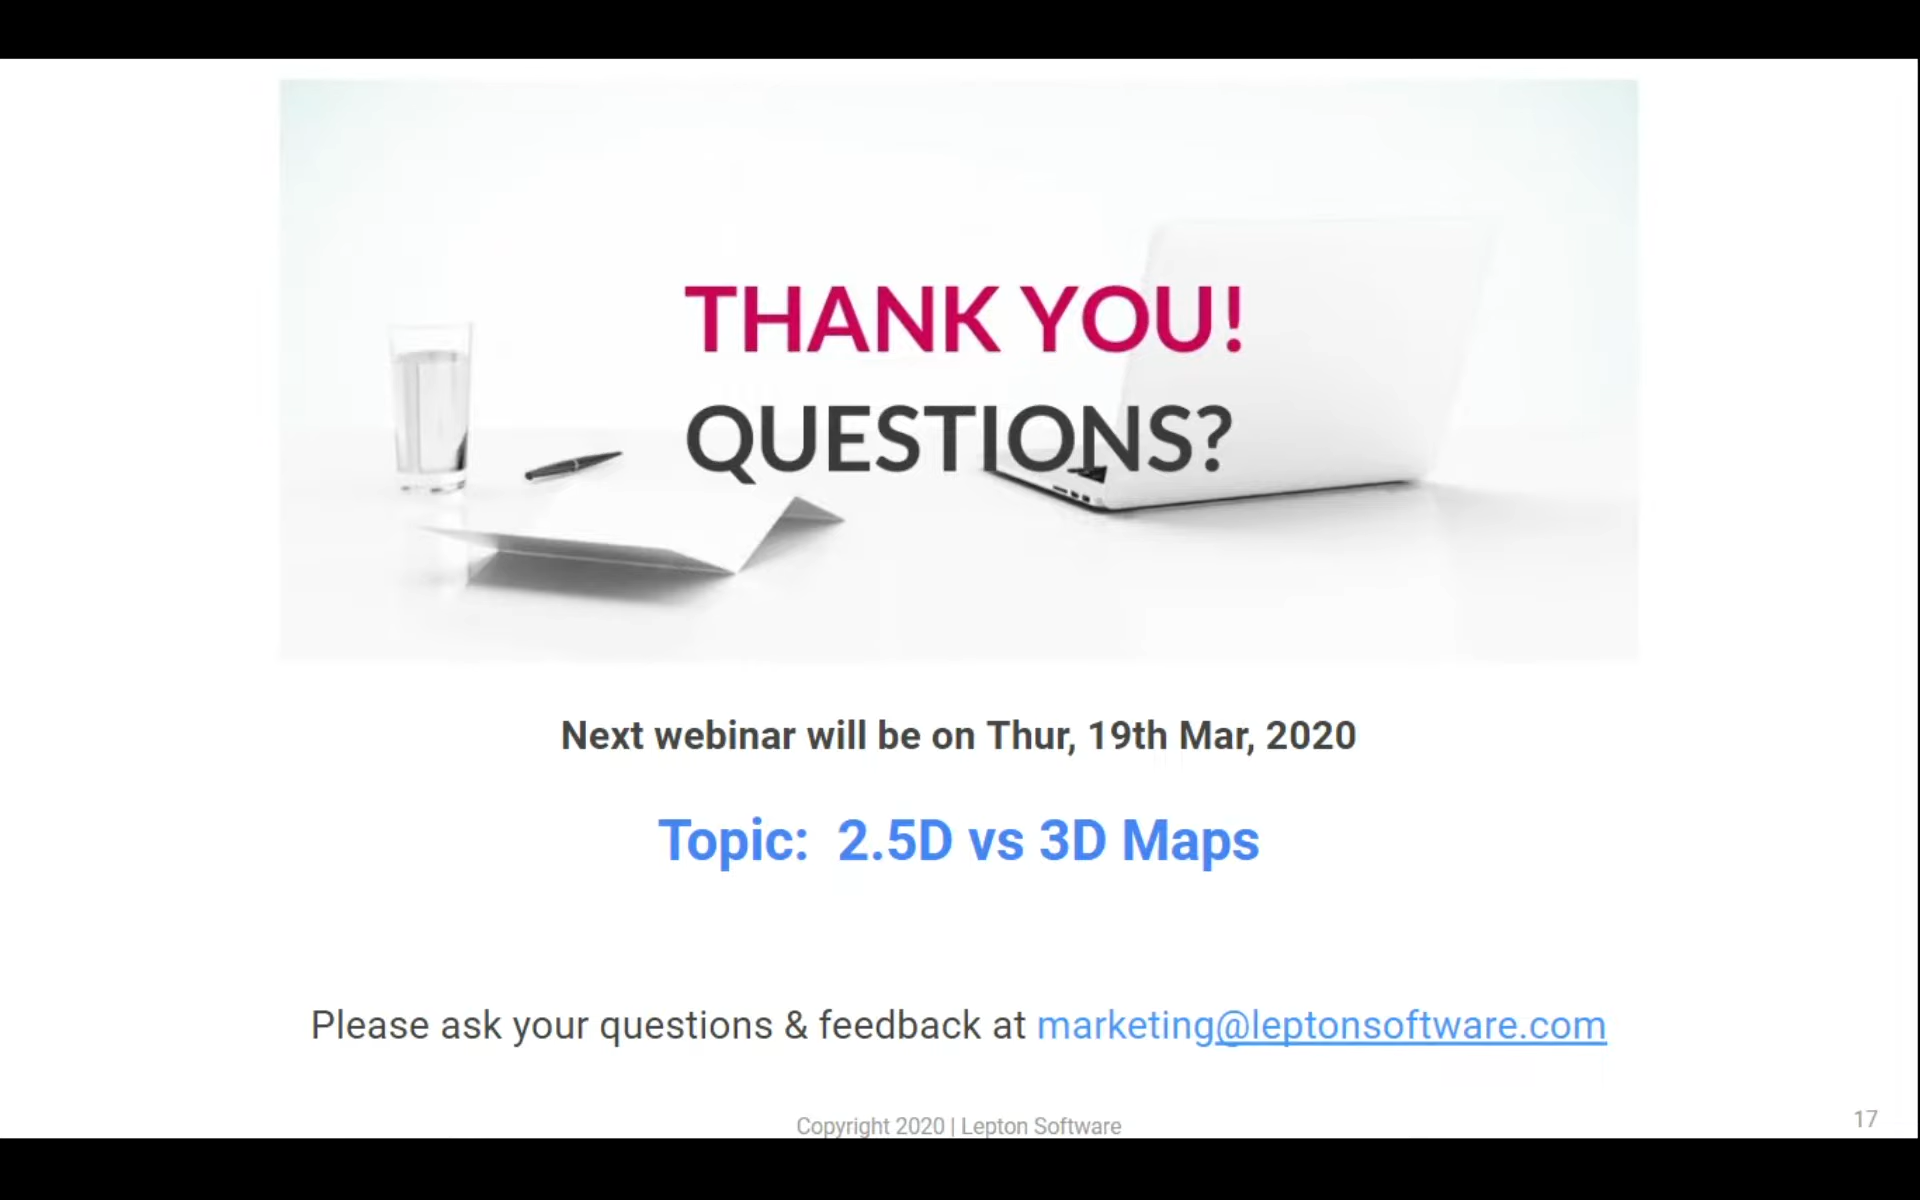 THANK YOU!
QUESTIONS?
Next webinar will be on Thur, 19th Mar, 2020
Topic: 2.5D vs 3D Maps
Please ask your questions & feedback at marketing@leptonsoftware.com
Copyright 2020 | Lepton Software
17